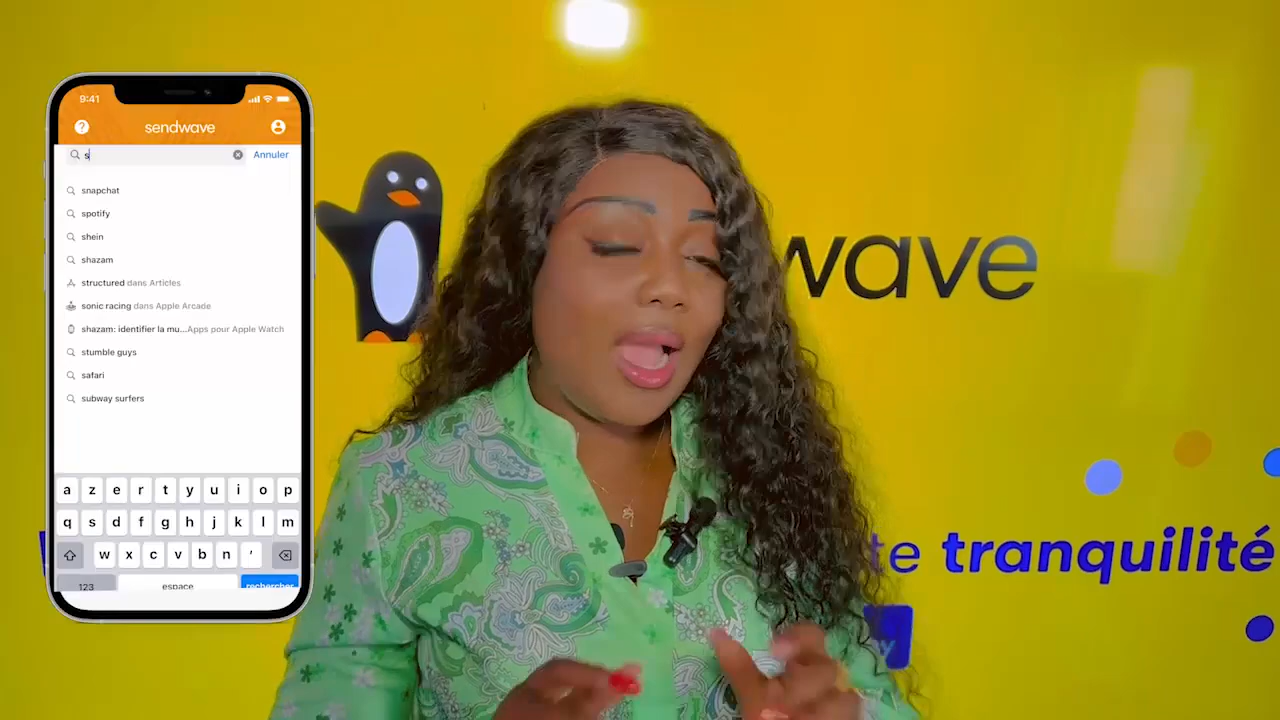 9:41
sendwave
s
Annuler
snapchat
spotify
shein
shazam
structured dans Articles
sonic racing dans Apple Arcade
shazam: identifier la mu...Apps pour Apple Watch
stumble guys
safari
subway surfers
a z e r t y u i o p
q s d f g h j k l m
w x c v b n '
123 espace rechercher
wave
te tranquilité